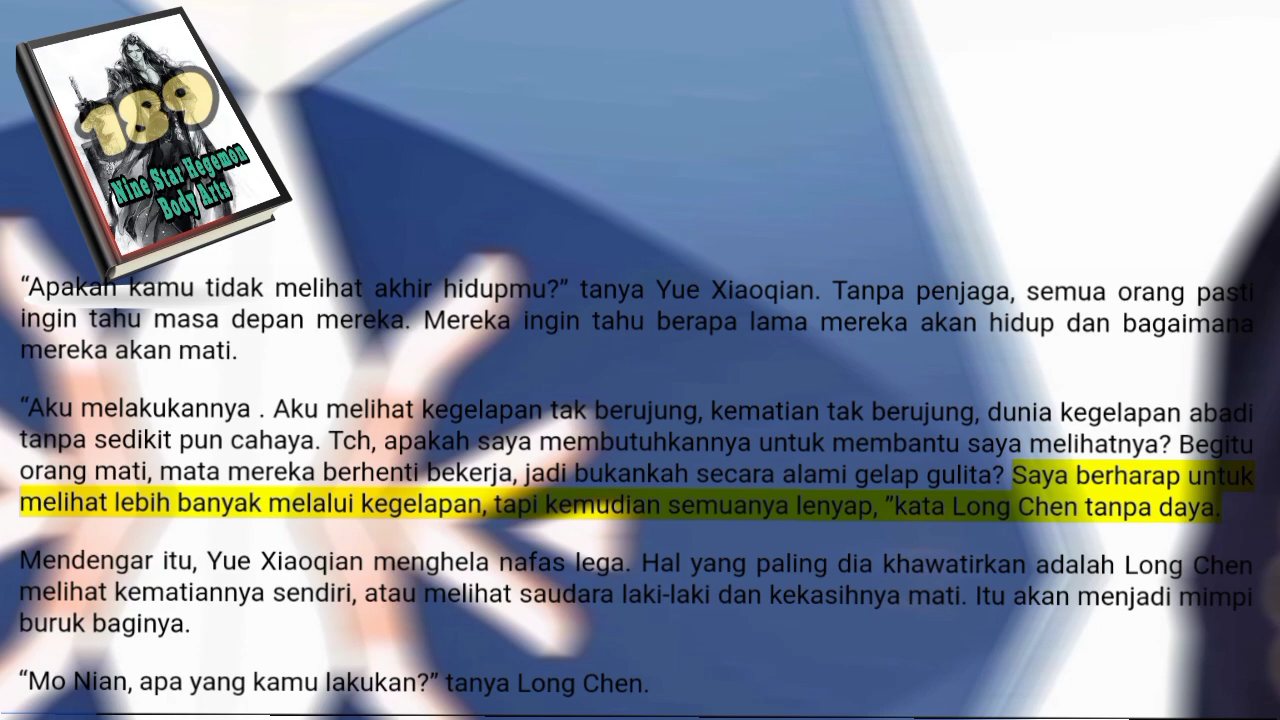 189
Nine Star Hegemon
Body Arts
“Apakah kamu tidak melihat akhir hidupmu?” tanya Yue Xiaoqian. Tanpa penjaga, semua orang pasti
ingin tahu masa depan mereka. Mereka ingin tahu berapa lama mereka akan hidup dan bagaimana
mereka akan mati.
“Aku melakukannya . Aku melihat kegelapan tak berujung, kematian tak berujung, dunia kegelapan abadi
tanpa sedikit pun cahaya. Tch, apakah saya membutuhkannya untuk membantu saya melihatnya? Begitu
orang mati, mata mereka berhenti bekerja, jadi bukankah secara alami gelap gulita? Saya berharap untuk
melihat lebih banyak melalui kegelapan, tapi kemudian semuanya lenyap, ”kata Long Chen tanpa daya.
Mendengar itu, Yue Xiaoqian menghela nafas lega. Hal yang paling dia khawatirkan adalah Long Chen
melihat kematiannya sendiri, atau melihat saudara laki-laki dan kekasihnya mati. Itu akan menjadi mimpi
buruk baginya.
“Mo Nian, apa yang kamu lakukan?” tanya Long Chen.